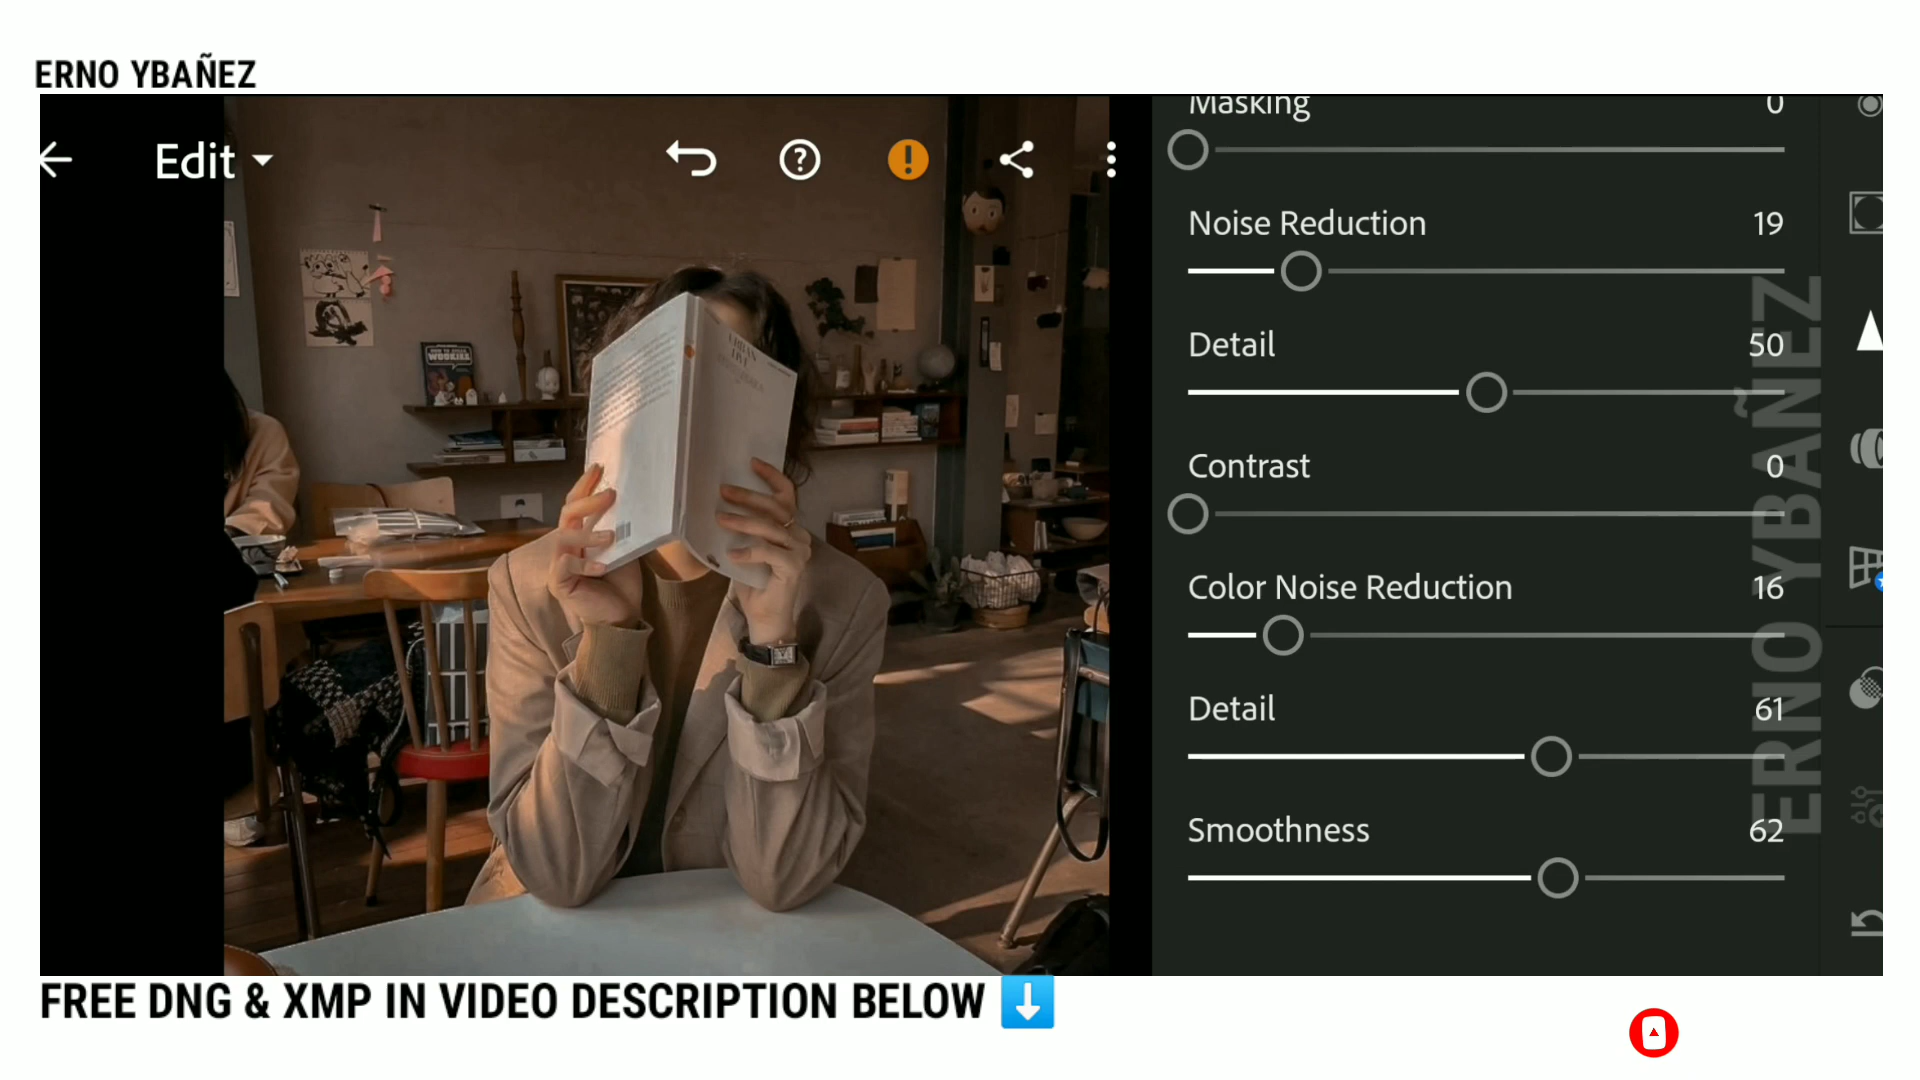 ERNO YBAÑEZ
Edit
Masking 0
Noise Reduction 19
Detail 50
Contrast 0
Color Noise Reduction 16
Detail 61
Smoothness 62
ERNO YBAÑEZ
WOOKIEE
FREE DNG & XMP IN VIDEO DESCRIPTION BELOW